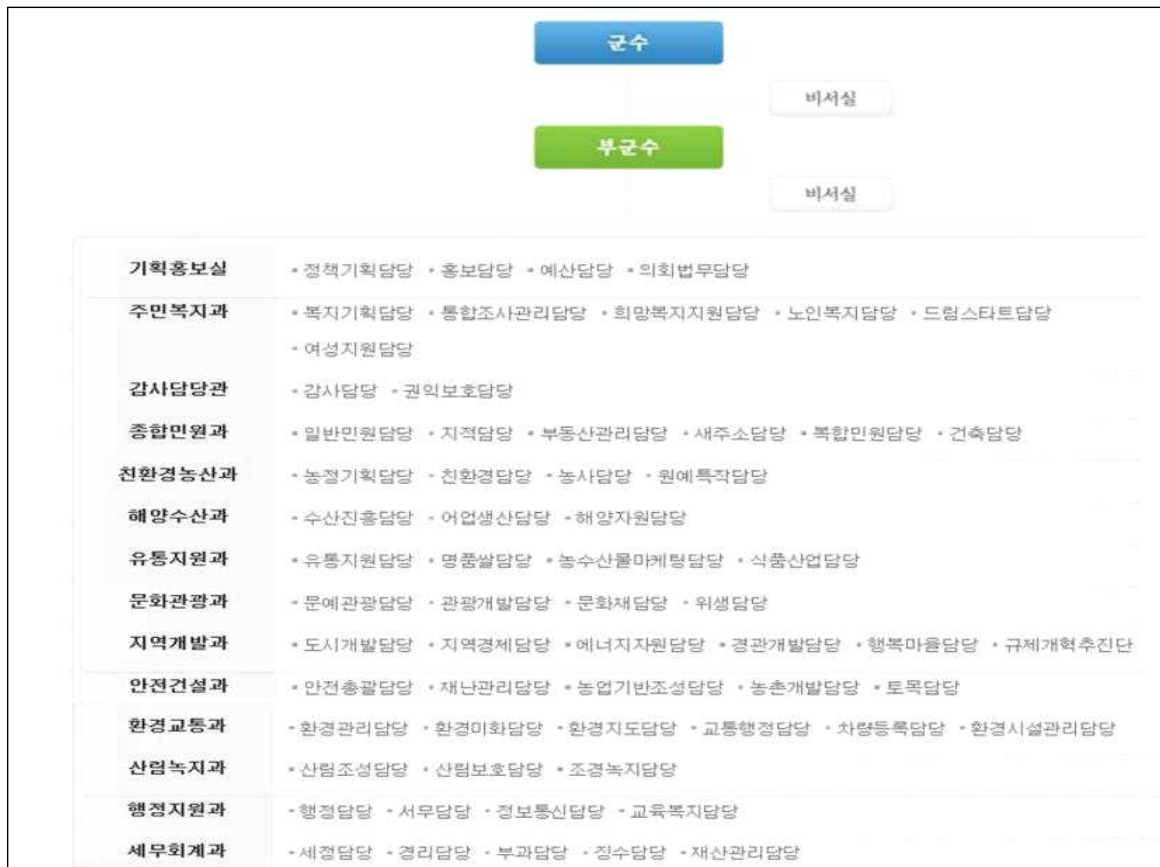 군수
비서실
부군수
비서실
기획홍보실 • 정책기획담당 • 홍보담당 • 예산담당 • 의회법무담당
주민복지과 • 복지기획담당 • 통합조사관리담당 • 희망복지지원담당 • 노인복지담당 • 드림스타트담당
• 여성지원담당
감사담당관 • 감사담당 • 권익보호담당
종합민원과 • 일반민원담당 • 지적담당 • 부동산관리담당 • 새주소담당 • 복합민원담당 • 건축담당
친환경농산과 • 농정기획담당 • 친환경담당 • 농사담당 • 원예특작담당
해양수산과 • 수산진흥담당 • 어업생산담당 • 해양자원담당
유통지원과 • 유통지원담당 • 명품쌀담당 • 농수산물마케팅담당 • 식품산업담당
문화관광과 • 문예관광담당 • 관광개발담당 • 문화재담당 • 위생담당
지역개발과 • 도시개발담당 • 지역경제담당 • 에너지자원담당 • 경관개발담당 • 행복마을담당 • 규제개혁추진단
안전건설과 • 안전총괄담당 • 재난관리담당 • 농업기반조성담당 • 농촌개발담당 • 토목담당
환경교통과 • 환경관리담당 • 환경미화담당 • 환경지도담당 • 교통행정담당 • 차량등록담당 • 환경시설관리담당
산림녹지과 • 산림조성담당 • 산림보호담당 • 조경녹지담당
행정지원과 • 행정담당 • 서무담당 • 정보통신담당 • 교육복지담당
세무회계과 • 세정담당 • 경리담당 • 부과담당 • 징수담당 • 재산관리담당